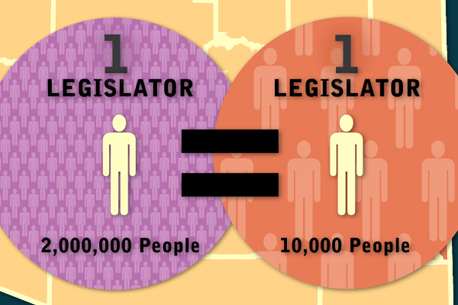 1
LEGISLATOR
2,000,000 People
=
1
LEGISLATOR
10,000 People